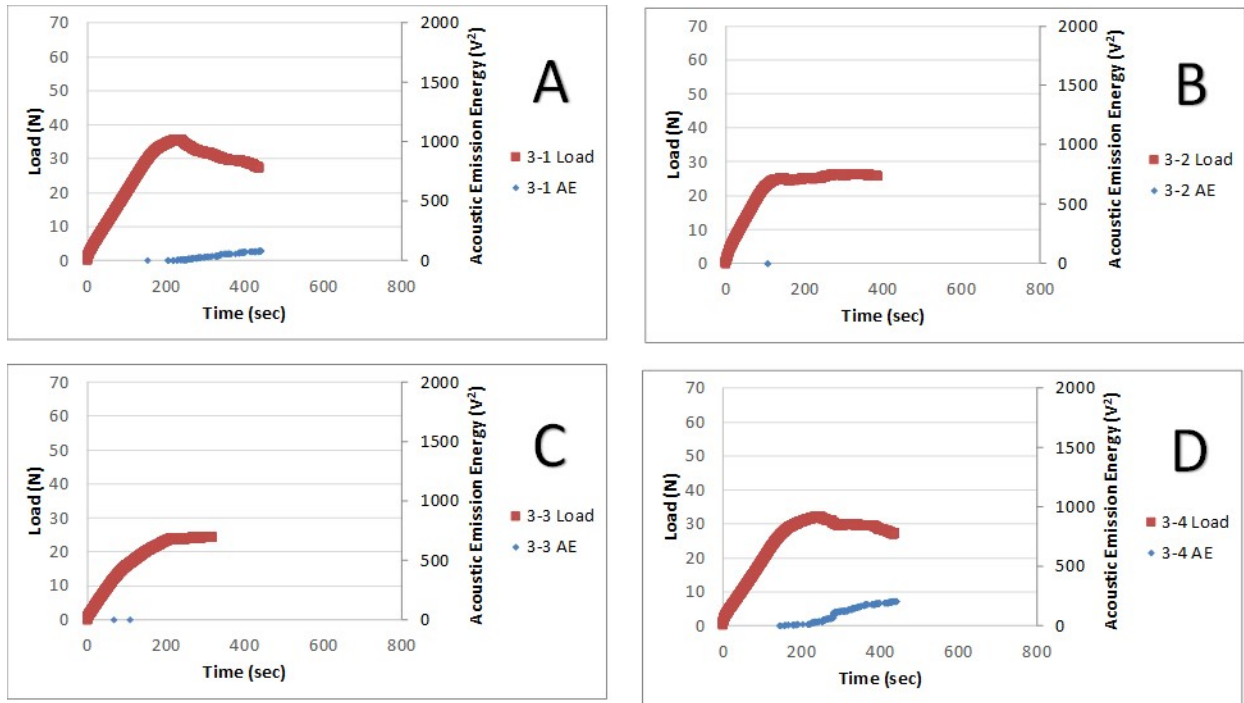 A
Load (N)
70
60
50
40
30
20
10
0
0 200 400 600 800
Time (sec)
2000
1500
1000
500
0
Acoustic Emission Energy (V²)
3-1 Load
3-1 AE
B
Load (N)
70
60
50
40
30
20
10
0
0 200 400 600 800
Time (sec)
2000
1500
1000
500
0
Acoustic Emission Energy (V²)
3-2 Load
3-2 AE
C
Load (N)
70
60
50
40
30
20
10
0
0 200 400 600 800
Time (sec)
2000
1500
1000
500
0
Acoustic Emission Energy (V²)
3-3 Load
3-3 AE
D
Load (N)
70
60
50
40
30
20
10
0
0 200 400 600 800
Time (sec)
2000
1500
1000
500
0
Acoustic Emission Energy (V²)
3-4 Load
3-4 AE